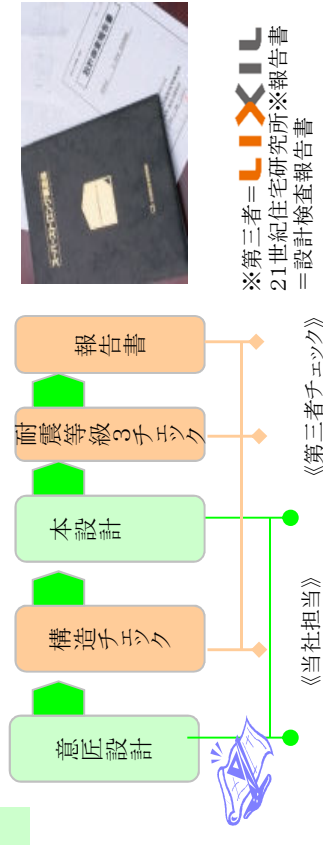 意匠設計
構造チェック
本設計
耐震等級3チェック
報告書
《当社担当》
《第三者チェック》
※第三者=LIXIL
21世紀住宅研究所※報告書
=設計検査報告書